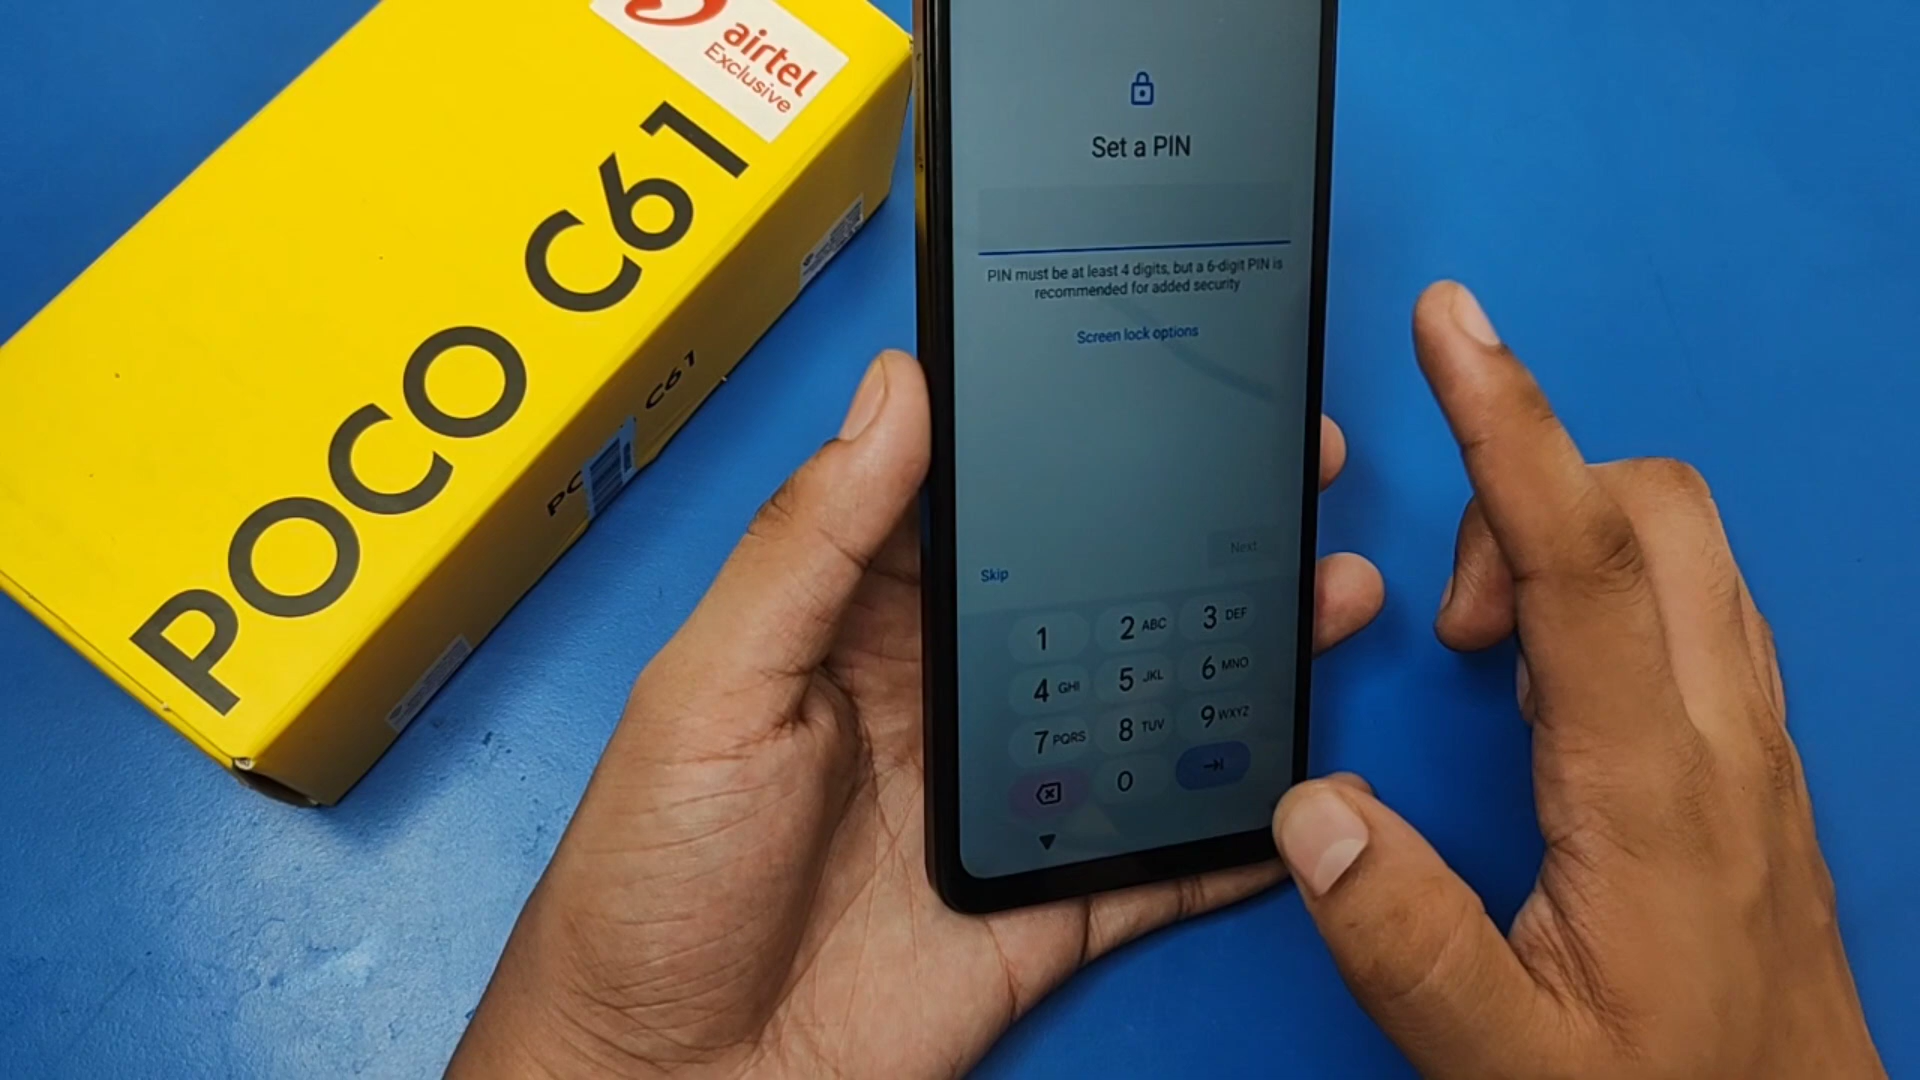 airtel
Exclusive
POCO C61
C61
Set a PIN
PIN must be at least 4 digits, but a 6-digit PIN is
recommended for added security
Screen lock options
Next
Skip
1
2 ABC
3 DEF
4 GHI
5 JKL
6 MNO
7 PQRS
8 TUV
9 WXYZ
0